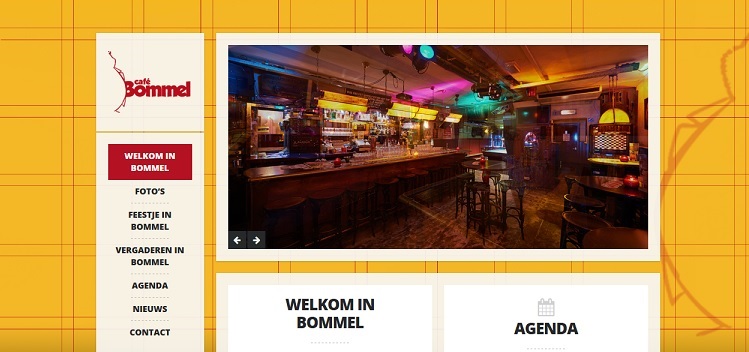 café
Bommel
WELKOM IN
BOMMEL
FOTO'S
FEESTJE IN
BOMMEL
VERGADEREN IN
BOMMEL
AGENDA
NIEUWS
CONTACT
WELKOM IN
BOMMEL
AGENDA